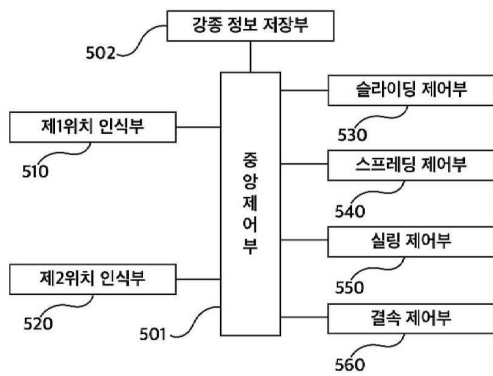 강종 정보 저장부
502
슬라이딩 제어부
530
제1위치 인식부
510
중앙제어부
스프레딩 제어부
540
실링 제어부
550
제2위치 인식부
520
501
결속 제어부
560